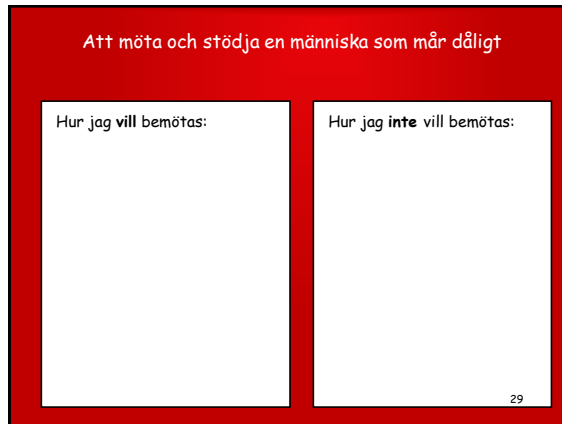 Att möta och stödja en människa som mår dåligt
Hur jag vill bemötas:
Hur jag inte vill bemötas:
29